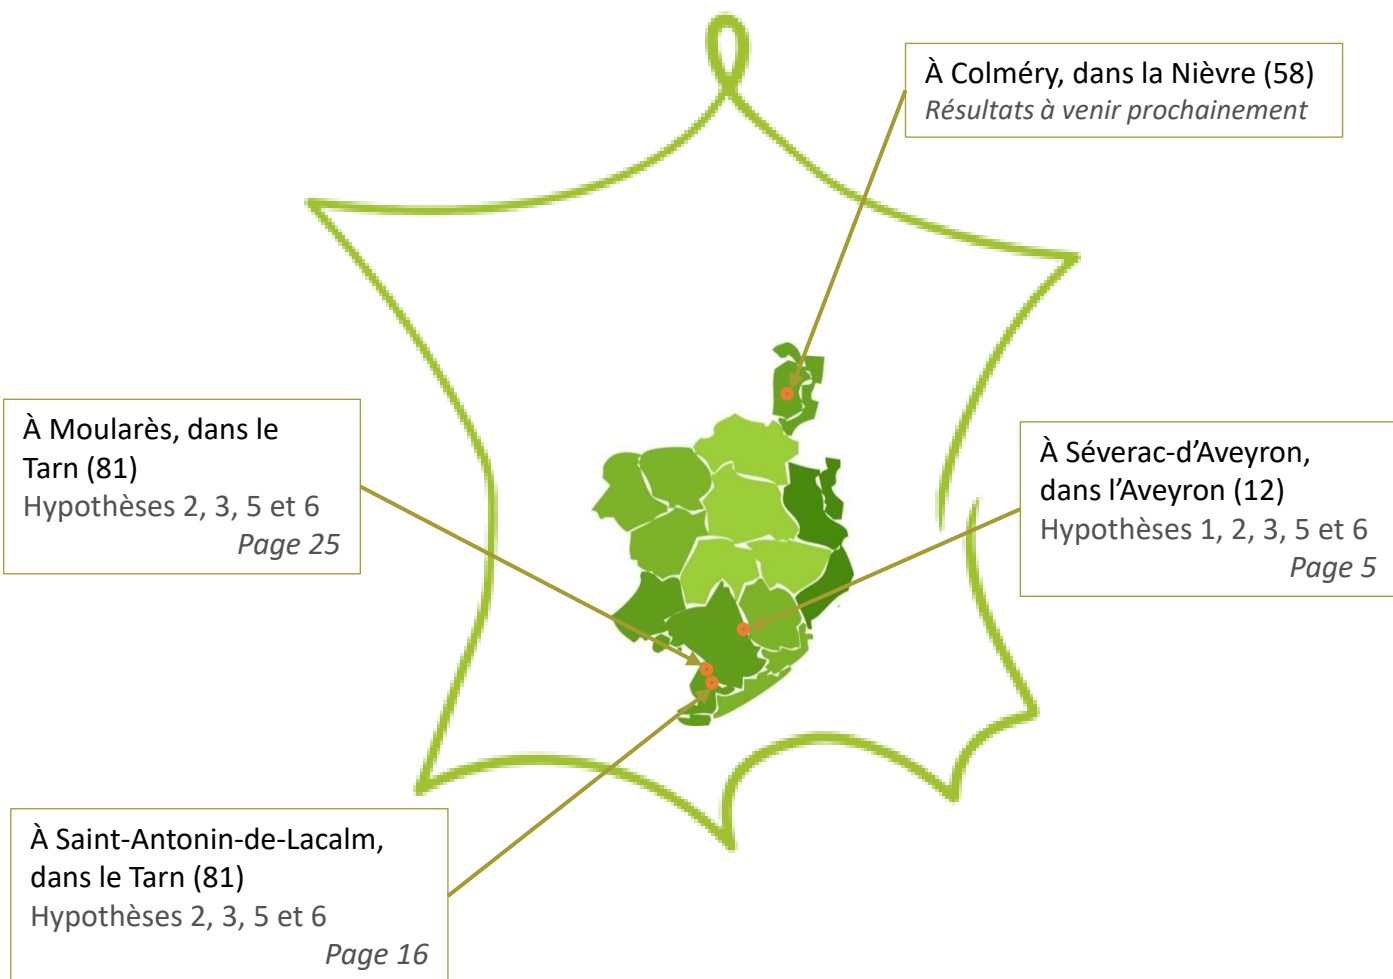 À Colméry, dans la Nièvre (58)
Résultats à venir prochainement
À Moularès, dans le
Tarn (81)
Hypothèses 2, 3, 5 et 6
Page 25
À Séverac-d’Aveyron,
dans l’Aveyron (12)
Hypothèses 1, 2, 3, 5 et 6
Page 5
À Saint-Antonin-de-Lacalm,
dans le Tarn (81)
Hypothèses 2, 3, 5 et 6
Page 16